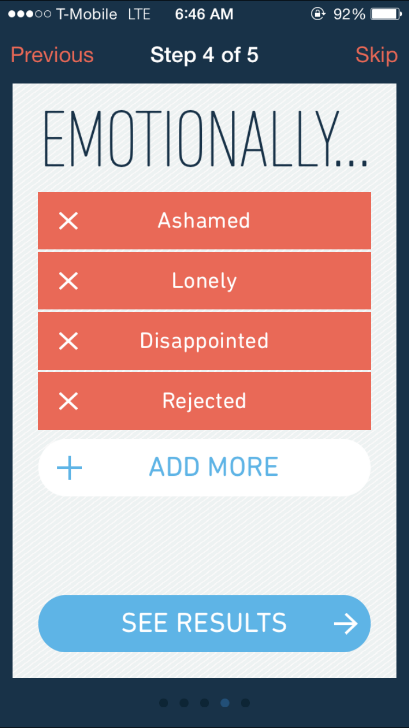 T-Mobile LTE 6:46 AM 92%
Previous Step 4 of 5 Skip
EMOTIONALLY...
Ashamed
Lonely
Disappointed
Rejected
ADD MORE
SEE RESULTS